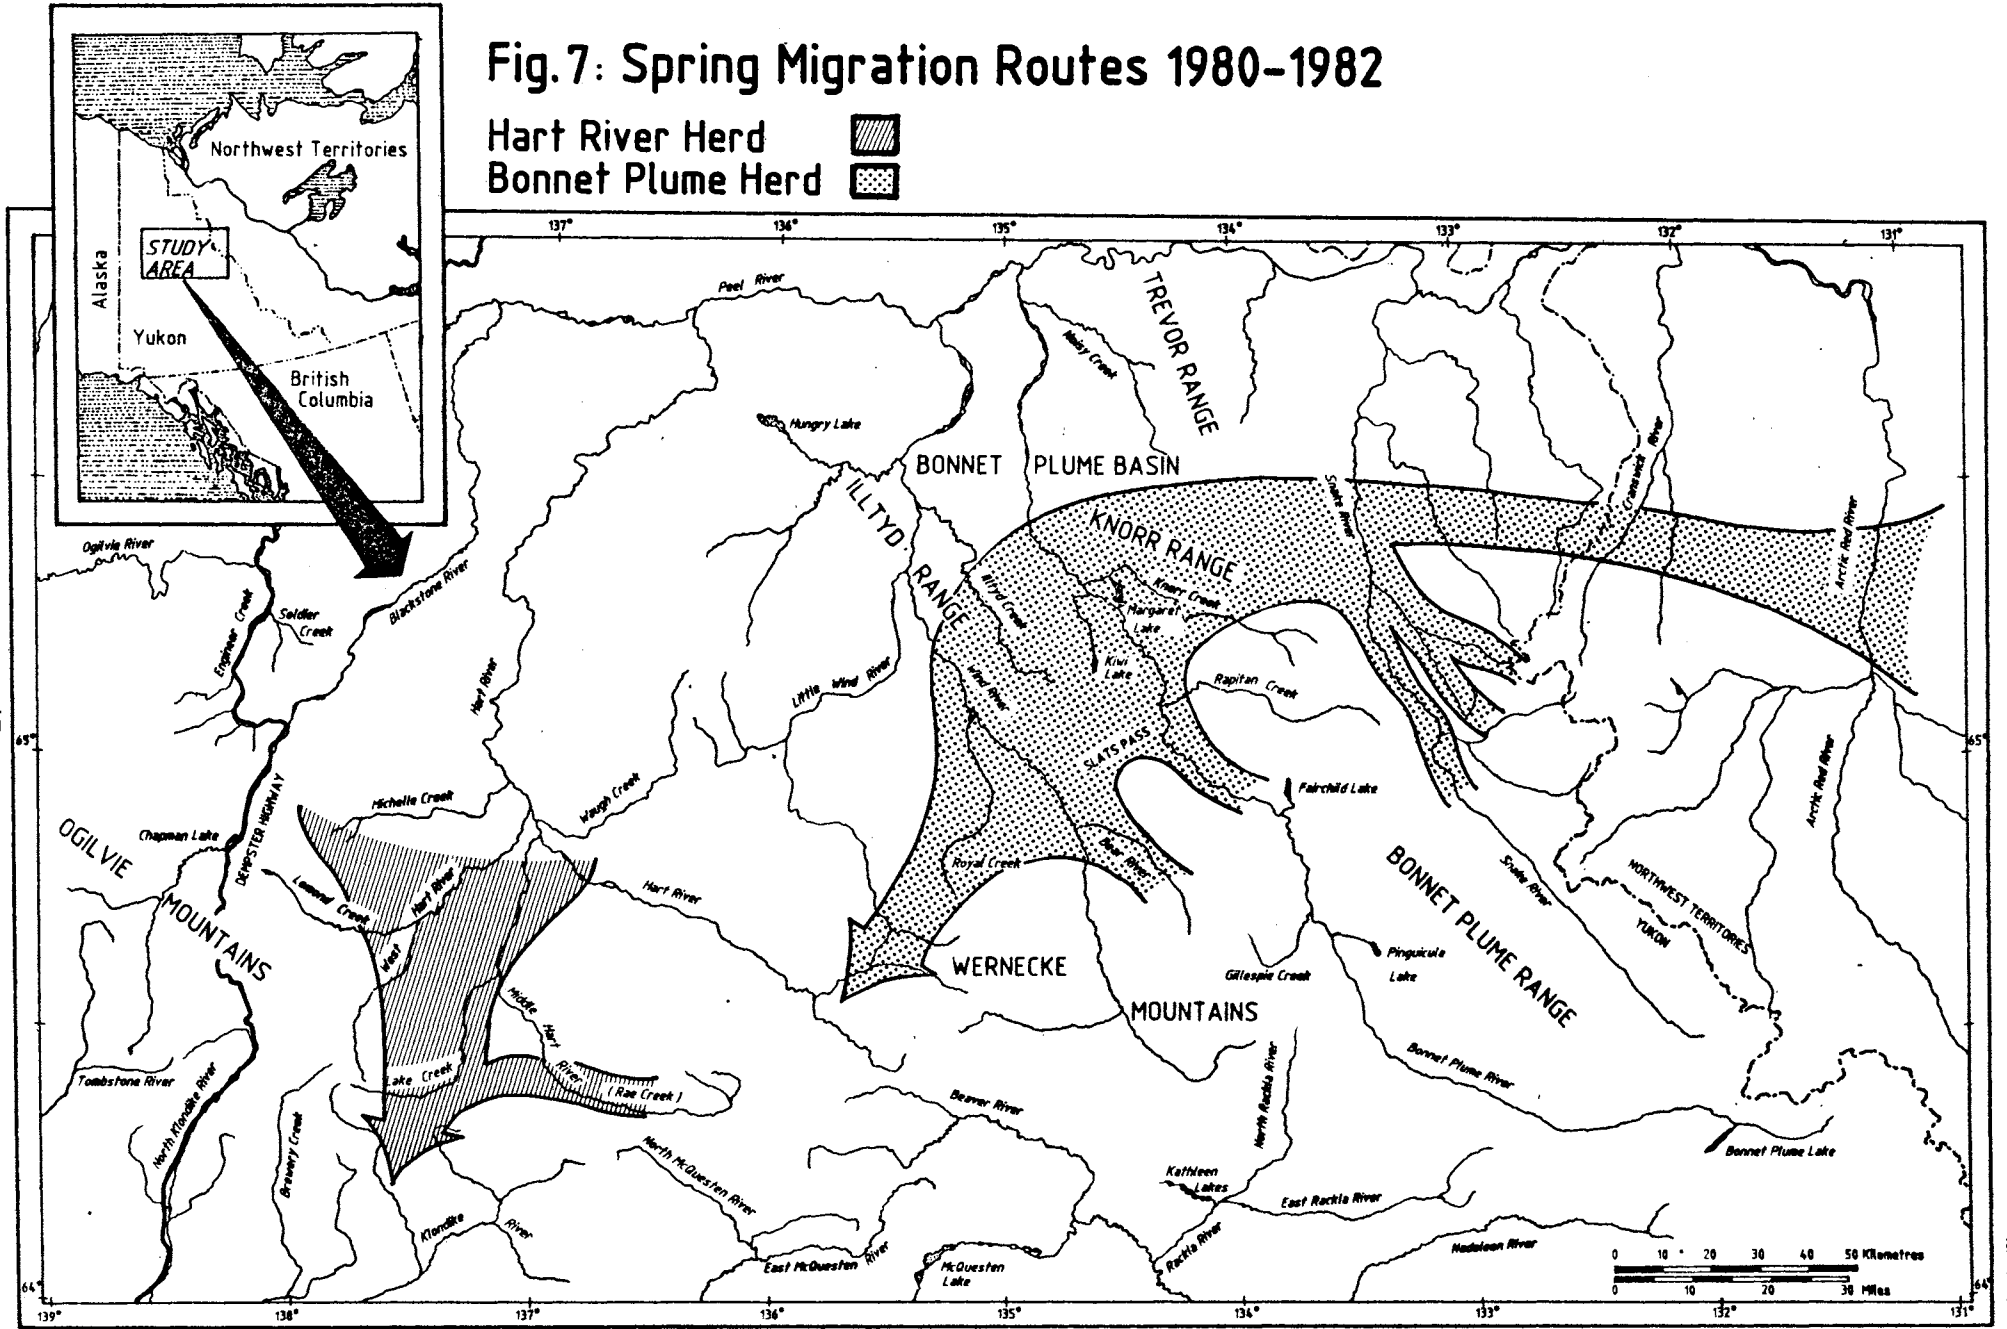 Fig.7: Spring Migration Routes 1980-1982
Hart River Herd
Bonnet Plume Herd
Northwest Territories
STUDY
AREA
Alaska
Yukon
British
Columbia
137°
136°
135°
134°
133°
132°
131°
Peel River
TREVOR RANGE
Noisy Creek
Hungry Lake
BONNET PLUME BASIN
Cranswick River
Snake River
ILLTYD
RANGE
KNORR RANGE
Arctic Red River
Ogilvie River
Blackstone River
Engineer Creek
Soldier
Creek
Illtyd Creek
Knorr Creek
Margaret
Lake
Kiwi
Lake
Hart River
Little Wind River
Wind River
Rapitan Creek
65°
65°
SLATS PASS
Fairchild Lake
Arctic Red River
Michelle Creek
Waugh Creek
DEMPSTER HIGHWAY
Chapman Lake
OGILVIE
MOUNTAINS
Lomond Creek
West
Hart River
Hart River
Royal Creek
Bear River
BONNET PLUME RANGE
Snake River
NORTHWEST TERRITORIES
YUKON
WERNECKE
MOUNTAINS
Gillespie Creek
Pinguicula
Lake
Middle
Hart
River
Lake Creek
(Rae Creek)
Tombstone River
North Klondike River
Brewery Creek
Beaver River
North Rackla River
Bonnet Plume River
Bonnet Plume Lake
North McQuesten River
Kathleen
Lakes
East Rackla River
Klondike
River
East McQuesten River
McQuesten
Lake
Rackla River
Nadaleen River
0 10 20 30 40 50 Kilometres
0 10 20 30 Miles
64°
64°
139°
138°
137°
136°
135°
134°
133°
132°
131°